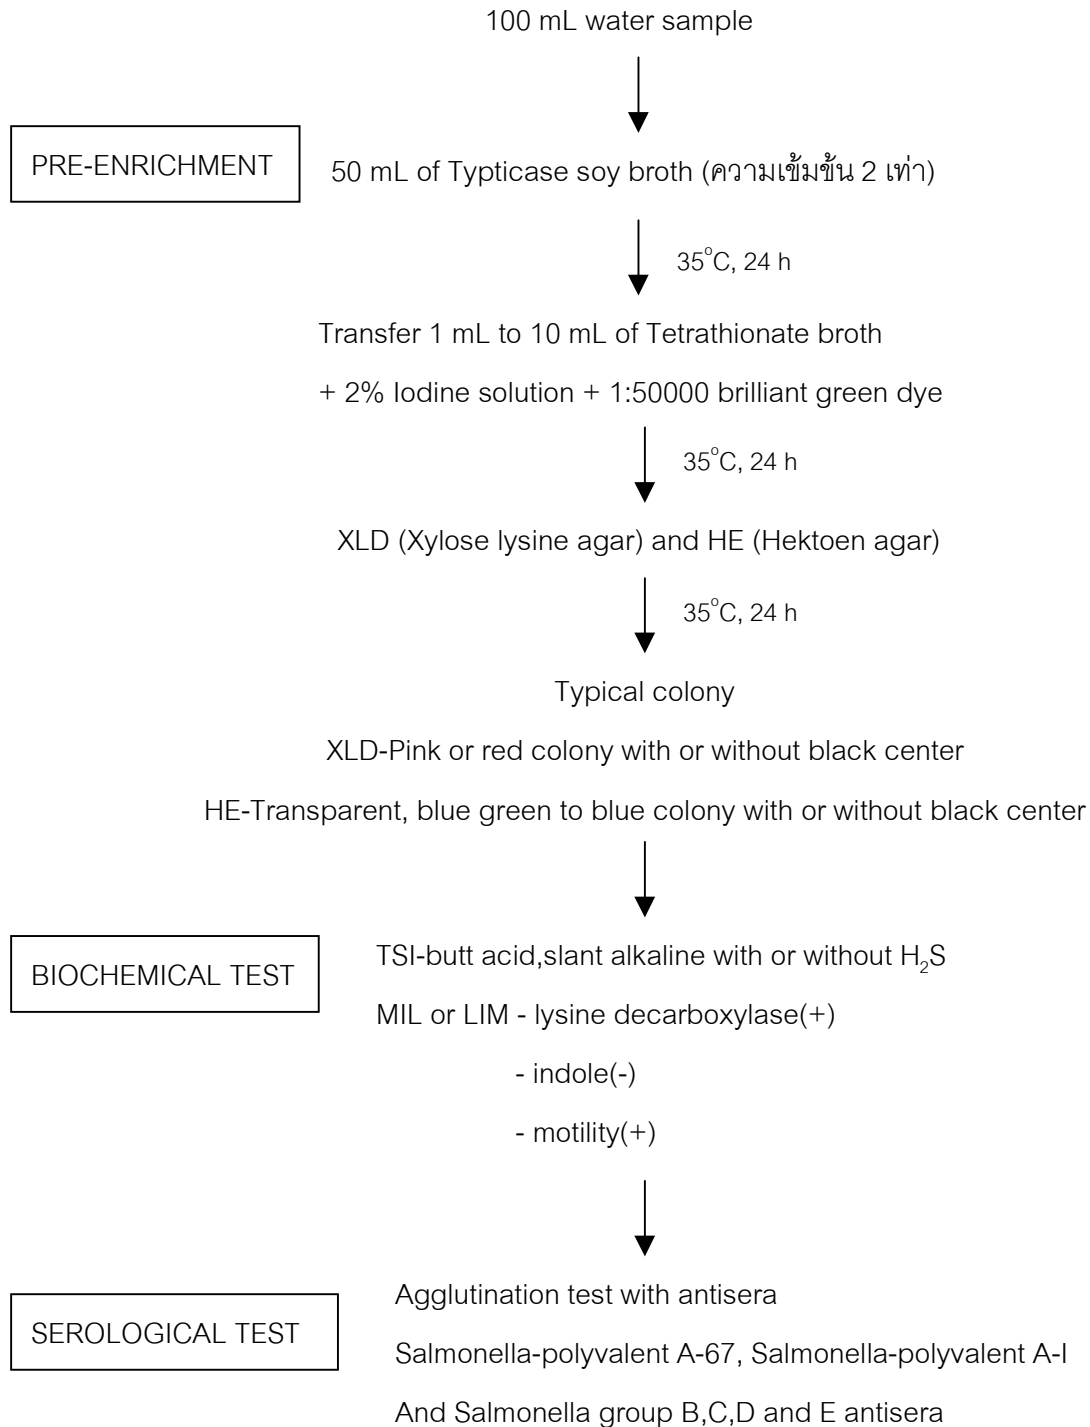 100 mL water sample
PRE-ENRICHMENT
50 mL of Typticase soy broth (ความเข้มข้น 2 เท่า)
35°C, 24 h
Transfer 1 mL to 10 mL of Tetrathionate broth
+ 2% Iodine solution + 1:50000 brilliant green dye
35°C, 24 h
XLD (Xylose lysine agar) and HE (Hektoen agar)
35°C, 24 h
Typical colony
XLD-Pink or red colony with or without black center
HE-Transparent, blue green to blue colony with or without black center
BIOCHEMICAL TEST
TSI-butt acid,slant alkaline with or without H₂S
MIL or LIM - lysine decarboxylase(+)
- indole(-)
- motility(+)
SEROLOGICAL TEST
Agglutination test with antisera
Salmonella-polyvalent A-67, Salmonella-polyvalent A-I
And Salmonella group B,C,D and E antisera